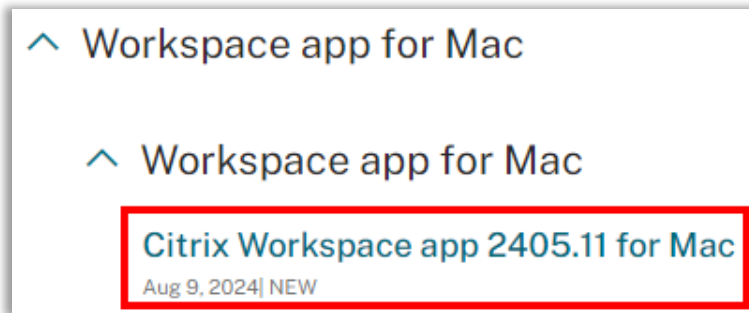 Workspace app for Mac
Workspace app for Mac
Citrix Workspace app 2405.11 for Mac
Aug 9, 2024| NEW